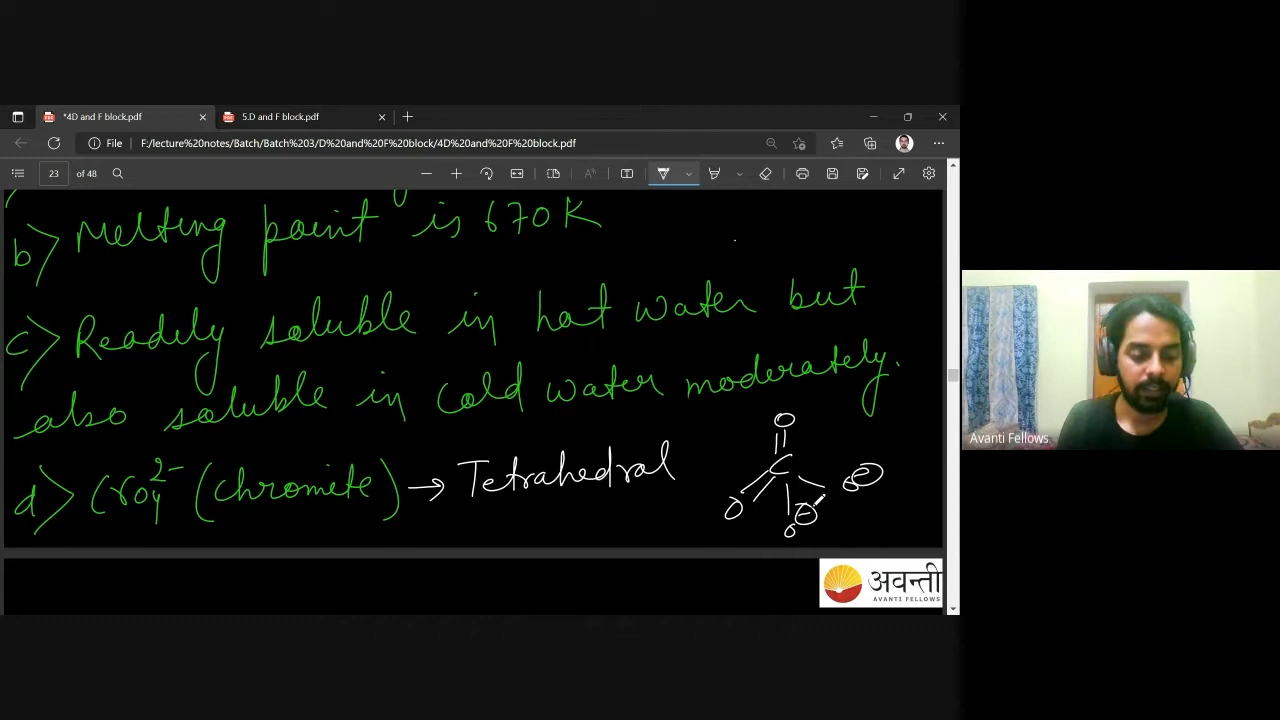 *4D and F block.pdf
5.D and F block.pdf
File F:/lecture%20notes/Batch/Batch%203/D%20and%20F%20block/4D%20and%20F%20block.pdf
23 of 48
b) Melting point is 670K
c) Readily soluble in hot water but
also soluble in cold water moderately.
d) CrO4^2- (chromite) → Tetrahedral
O
C
O
O⊖
O⊖
Avanti Fellows
अवन्ती
AVANTI FELLOWS